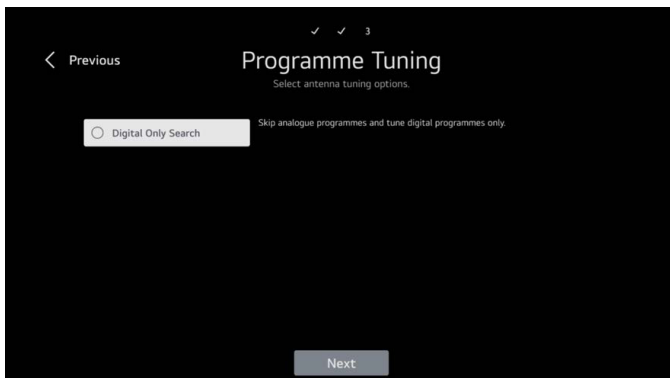 ✓ ✓ 3
Previous
Programme Tuning
Select antenna tuning options.
Digital Only Search
Skip analogue programmes and tune digital programmes only.
Next